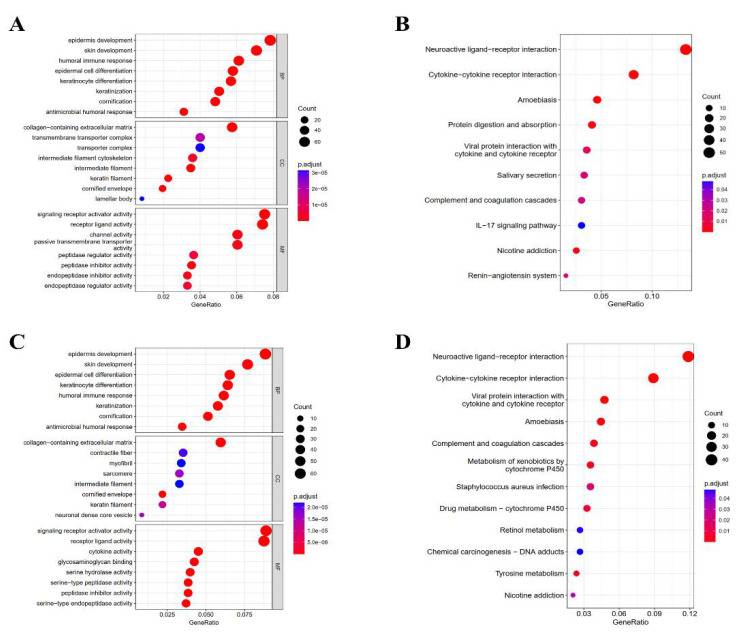 A
epidermis development
skin development
humoral immune response
epidermal cell differentiation
keratinocyte differentiation
keratinization
cornification
antimicrobial humoral response
BP
collagen−containing extracellular matrix
transmembrane transporter complex
transporter complex
intermediate filament cytoskeleton
intermediate filament
keratin filament
cornified envelope
lamellar body
CC
signaling receptor activator activity
receptor ligand activity
channel activity
passive transmembrane transporter
activity
peptidase regulator activity
peptidase inhibitor activity
endopeptidase inhibitor activity
endopeptidase regulator activity
MF
0.02 0.04 0.06 0.08
GeneRatio
Count
20
40
60
p.adjust
3e−05
2e−05
1e−05
B
Neuroactive ligand−receptor interaction
Cytokine−cytokine receptor interaction
Amoebiasis
Protein digestion and absorption
Viral protein interaction with
cytokine and cytokine receptor
Salivary secretion
Complement and coagulation cascades
IL−17 signaling pathway
Nicotine addiction
Renin−angiotensin system
0.05 0.10
GeneRatio
Count
10
20
30
40
50
p.adjust
0.04
0.03
0.02
0.01
C
epidermis development
skin development
epidermal cell differentiation
keratinocyte differentiation
humoral immune response
keratinization
cornification
antimicrobial humoral response
BP
collagen−containing extracellular matrix
contractile fiber
myofibril
sarcomere
intermediate filament
cornified envelope
keratin filament
neuronal dense core vesicle
CC
signaling receptor activator activity
receptor ligand activity
cytokine activity
glycosaminoglycan binding
serine hydrolase activity
serine−type peptidase activity
peptidase inhibitor activity
serine−type endopeptidase activity
MF
0.025 0.050 0.075
GeneRatio
Count
10
20
30
40
50
60
p.adjust
2.0e−05
1.5e−05
1.0e−05
5.0e−06
D
Neuroactive ligand−receptor interaction
Cytokine−cytokine receptor interaction
Viral protein interaction with
cytokine and cytokine receptor
Amoebiasis
Complement and coagulation cascades
Metabolism of xenobiotics by
cytochrome P450
Staphylococcus aureus infection
Drug metabolism − cytochrome P450
Retinol metabolism
Chemical carcinogenesis − DNA adducts
Tyrosine metabolism
Nicotine addiction
0.03 0.06 0.09 0.12
GeneRatio
Count
10
20
30
40
p.adjust
0.04
0.03
0.02
0.01